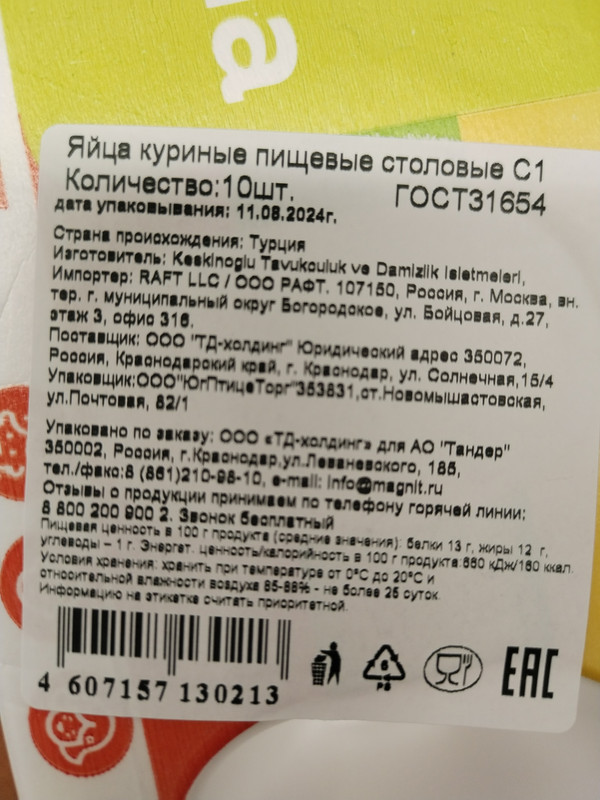 ла
Яйца куриные пищевые столовые С1
Количество:10шт. ГОСТ31654
дата упаковывания: 11.08.2024г.
Страна происхождения: Турция
Изготовитель: Keskinoglu Tavukculuk ve Damizlik Isletmeleri,
Импортер: RAFT LLC / ООО РАФТ. 107150, Россия, г. Москва, вн.
тер. г. муниципальный округ Богородское, ул. Бойцовая, д.27,
этаж 3, офис 316.
Поставщик: ООО "ТД-холдинг" Юридический адрес 350072,
Россия, Краснодарский край, г. Краснодар, ул. Солнечная,15/4
Упаковщик:ООО"ЮгПтицеТорг"353831,ст.Новомышастовская,
ул.Почтовая, 82/1
Упаковано по заказу: ООО «ТД-холдинг» для АО "Тандер"
350002, Россия, г.Краснодар,ул.Леваневского, 185,
тел./факс:8 (861)210-98-10, e-mail: info@magnit.ru
Отзывы о продукции принимаем по телефону горячей линии:
8 800 200 900 2. Звонок бесплатный
Пищевая ценность в 100 г продукта (средние значения): белки 13 г, жиры 12 г,
углеводы – 1 г. Энергет. ценность/калорийность в 100 г продукта:660 кДж/160 ккал.
Условия хранения: хранить при температуре от 0°С до 20°С и
относительной влажности воздуха 85-88% - не более 25 суток.
Информацию на этикетке считать приоритетной.
4 607157 130213
6
PS
EAC